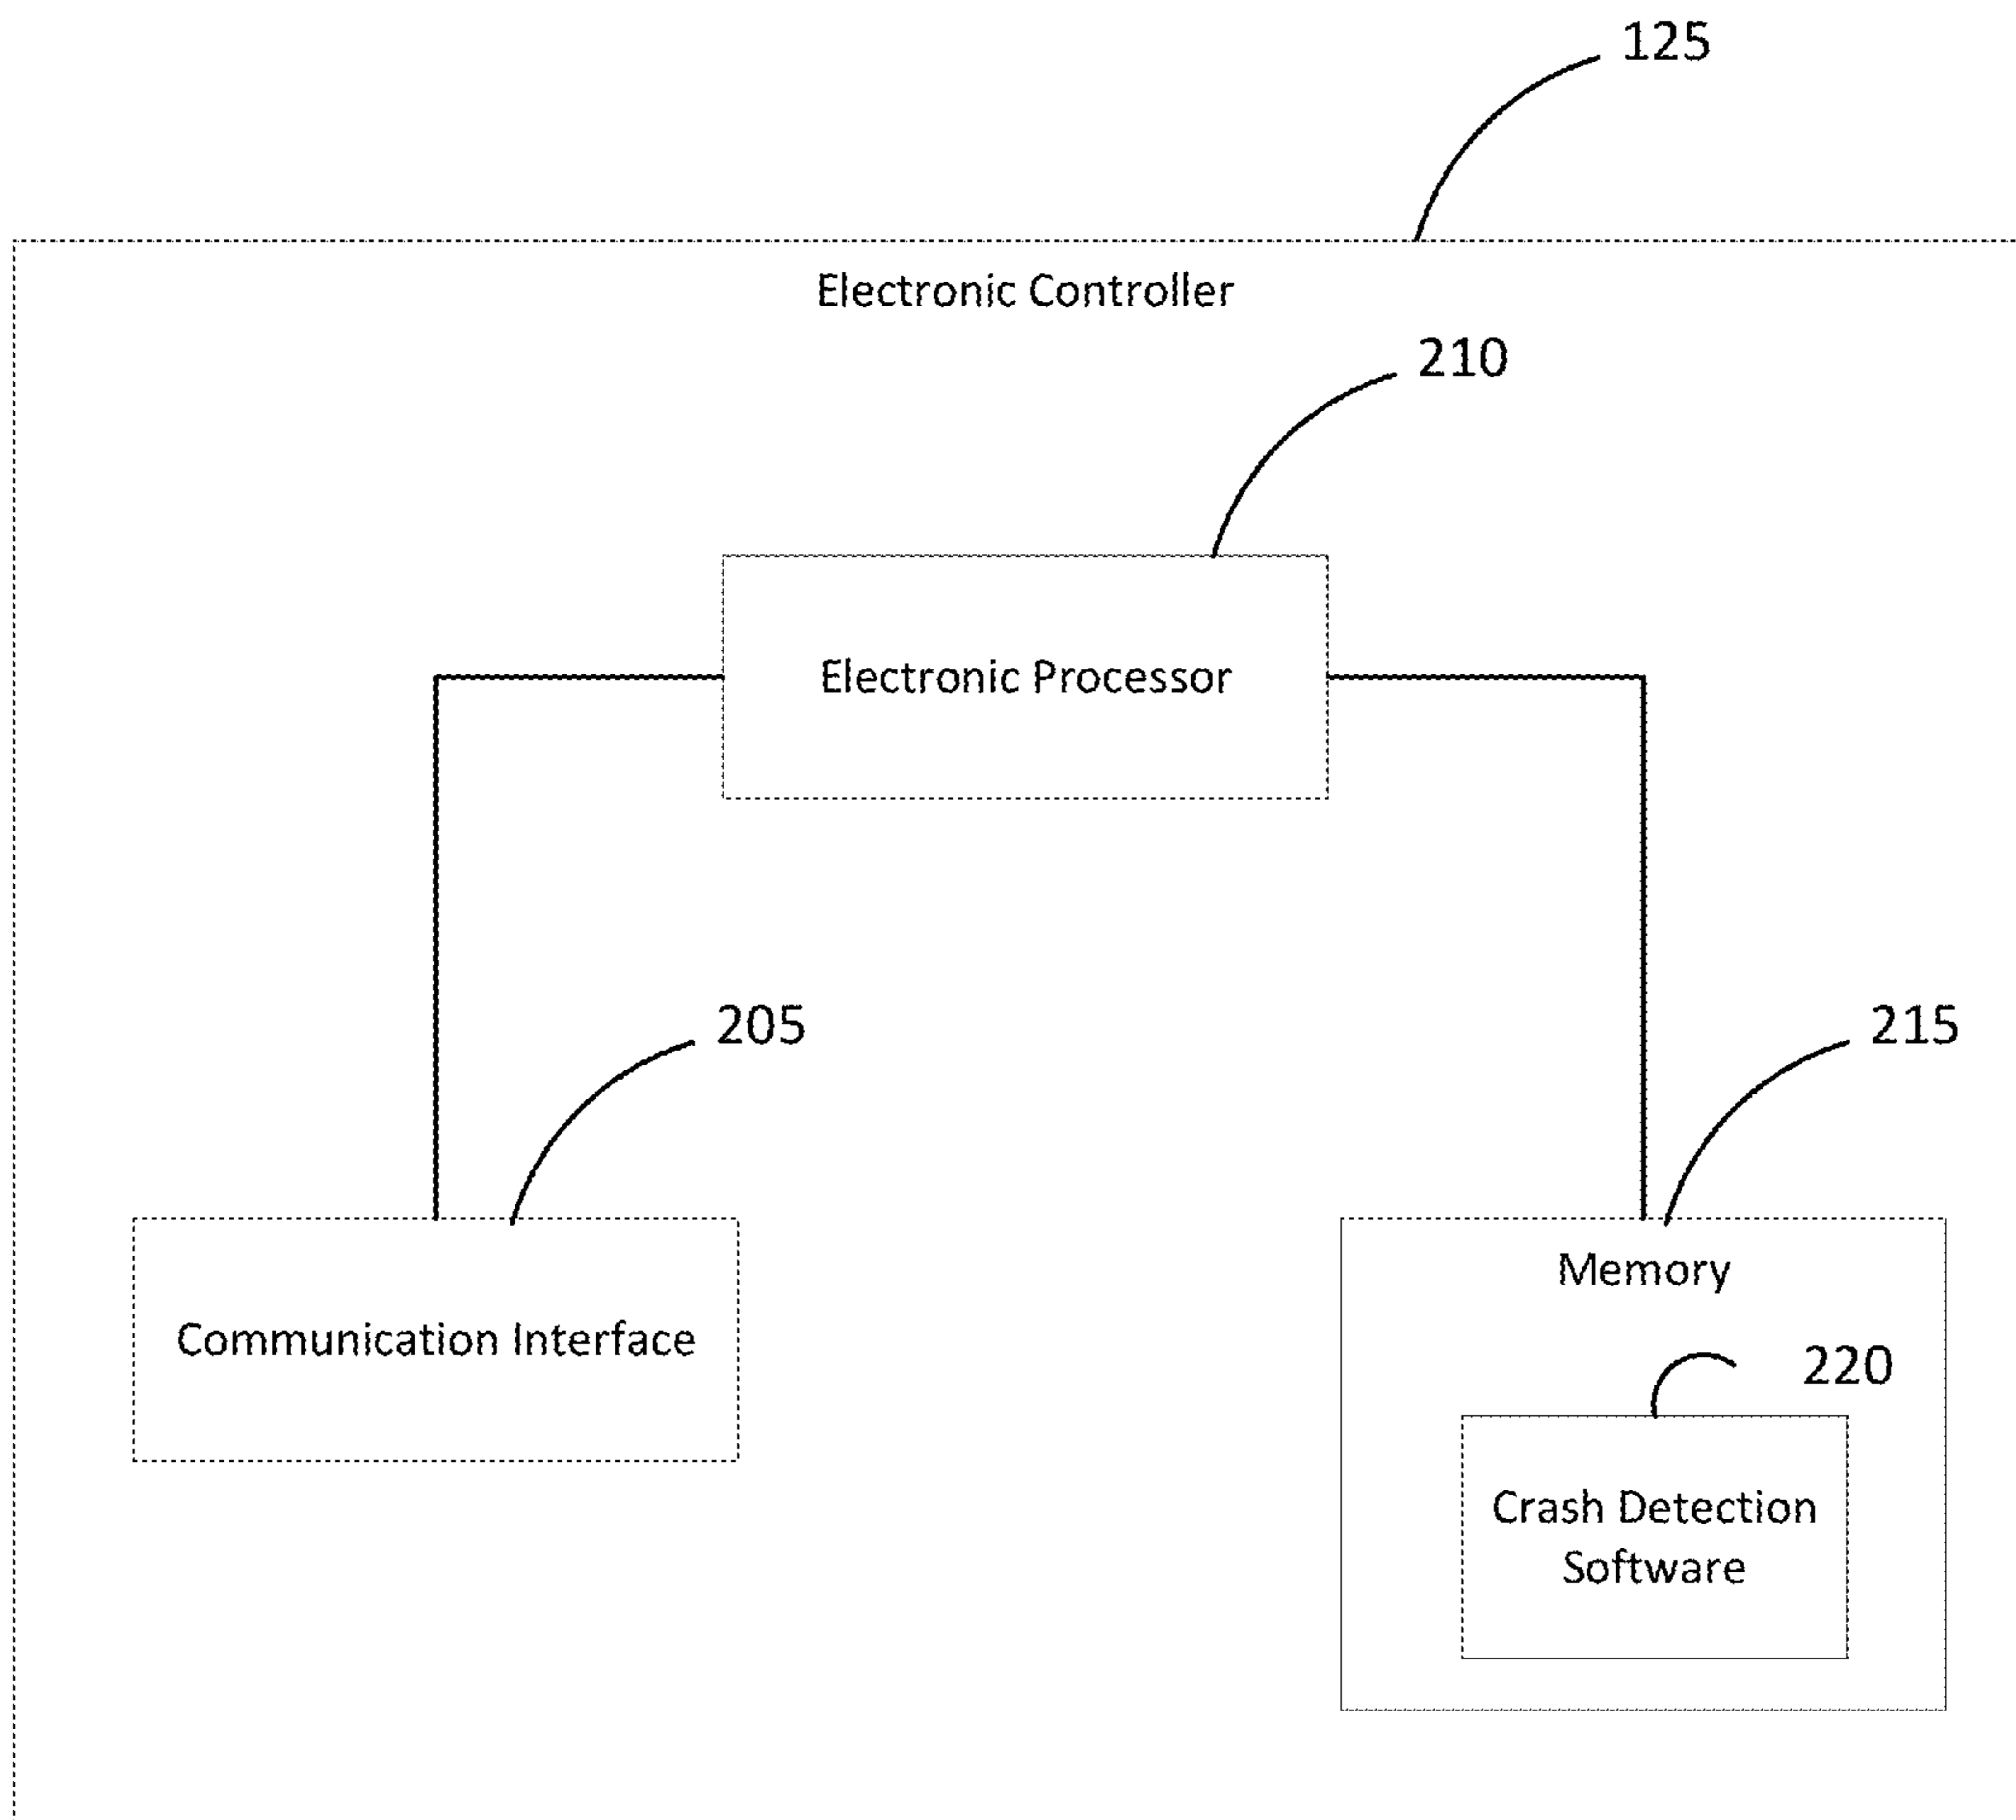 125
Electronic Controller
210
Electronic Processor
205
215
Memory
Communication Interface
220
Crash Detection
Software